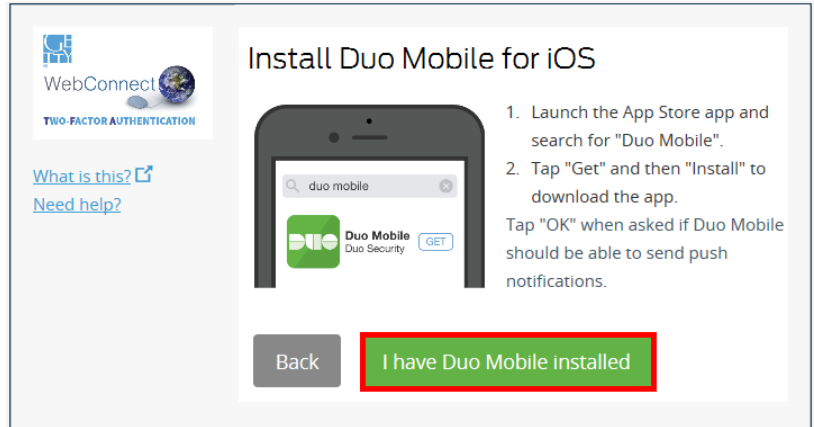 GETTY
WebConnect
TWO-FACTOR AUTHENTICATION
What is this?
Need help?
Install Duo Mobile for iOS
duo mobile
DUO
Duo Mobile
Duo Security
GET
1. Launch the App Store app and
search for "Duo Mobile".
2. Tap "Get" and then "Install" to
download the app.
Tap "OK" when asked if Duo Mobile
should be able to send push
notifications.
Back
I have Duo Mobile installed